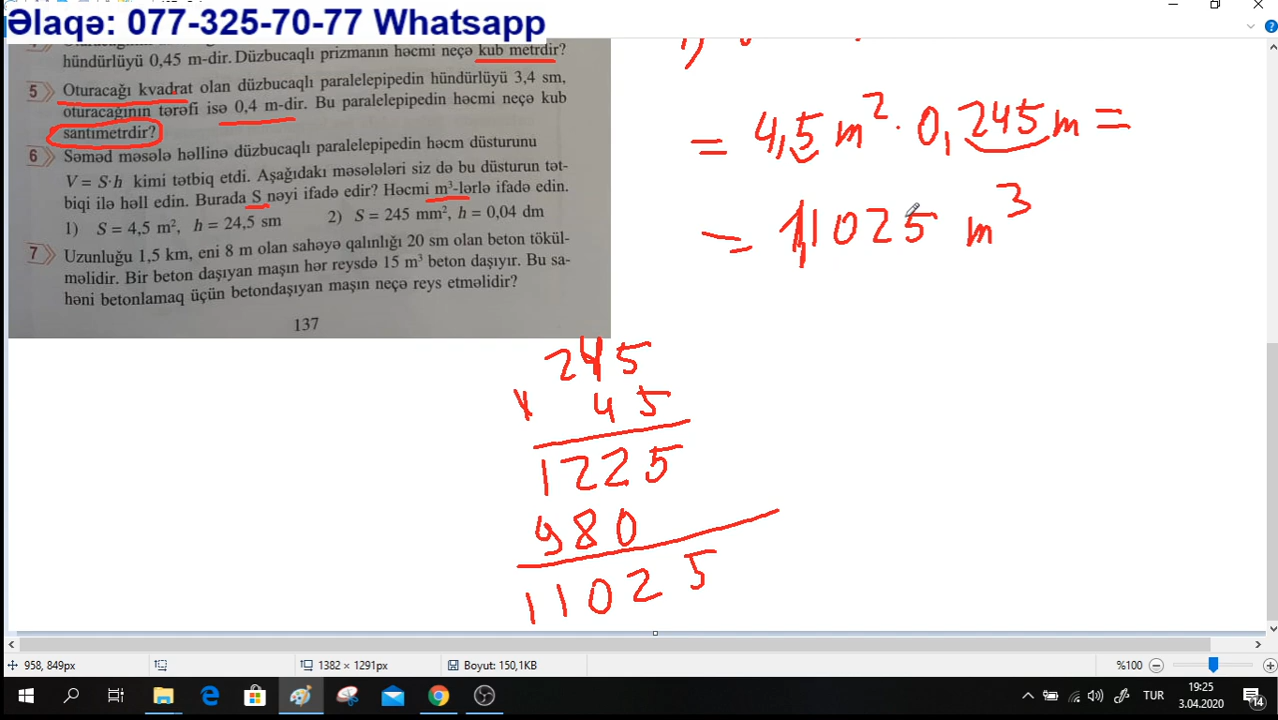 Əlaqə: 077-325-70-77 Whatsapp
hündürlüyü 0,45 m-dir. Düzbucaqlı prizmanın həcmi neçə kub metrdir?
5 Oturacağı kvadrat olan düzbucaqlı paralelepipedin hündürlüyü 3,4 sm,
oturacağının tərəfi isə 0,4 m-dir. Bu paralelepipedin həcmi neçə kub
santimetrdir?
6 Səməd məsələ həllinə düzbucaqlı paralelepipedin həcm düsturunu
V = S·h kimi tətbiq etdi. Aşağıdakı məsələləri siz də bu düsturun tət-
biqi ilə həll edin. Burada S nəyi ifadə edir? Həcmi m³-lərlə ifadə edin.
1) S = 4,5 m², h = 24,5 sm 2) S = 245 mm², h = 0,04 dm
7 Uzunluğu 1,5 km, eni 8 m olan sahəyə qalınlığı 20 sm olan beton tökül-
məlidir. Bir beton daşıyan maşın hər reysdə 15 m³ beton daşıyır. Bu sa-
həni betonlamaq üçün betondaşıyan maşın neçə reys etməlidir?
137
= 4,5 m² · 0,245 m =
= 1,1025 m³
245
x 45
1225
980
11025
958, 849px
1382 × 1291px
Boyut: 150,1KB
%100
TUR
19:25
3.04.2020
14